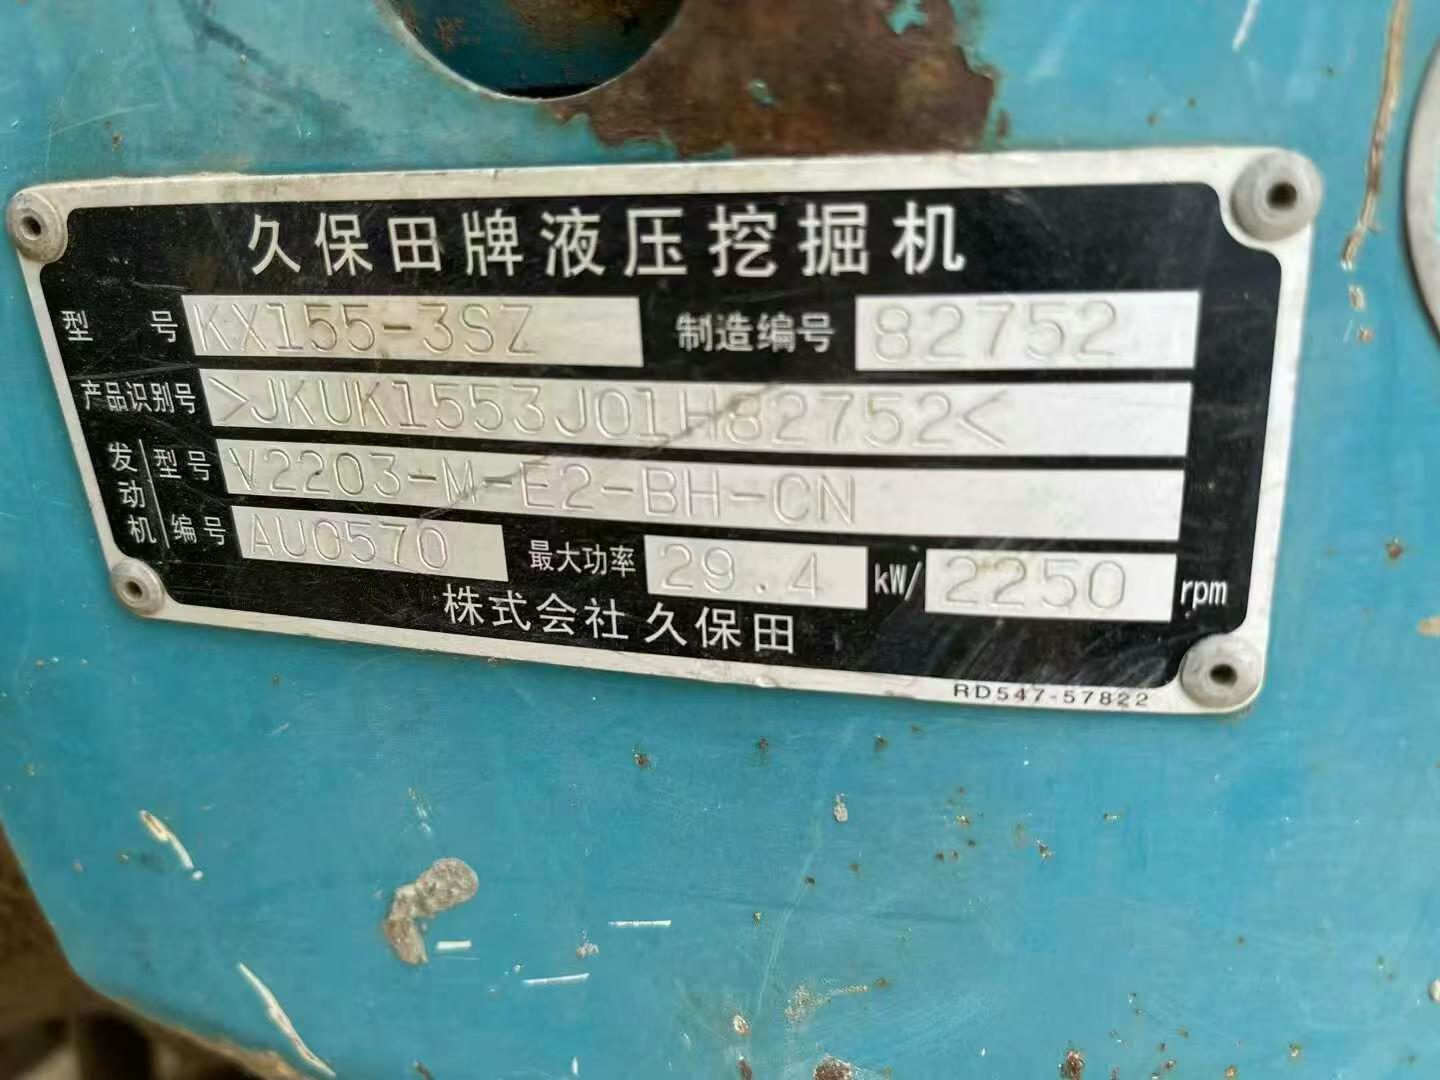 久保田牌液压挖掘机
型号 KX155-3SZ 制造编号 82752
产品识别号 >JKUK1553J01H82752<
发动机 型号 V2203-M-E2-BH-CN
编号 AU0570 最大功率 29.4 kW/ 2250 rpm
株式会社久保田
RD547-57822